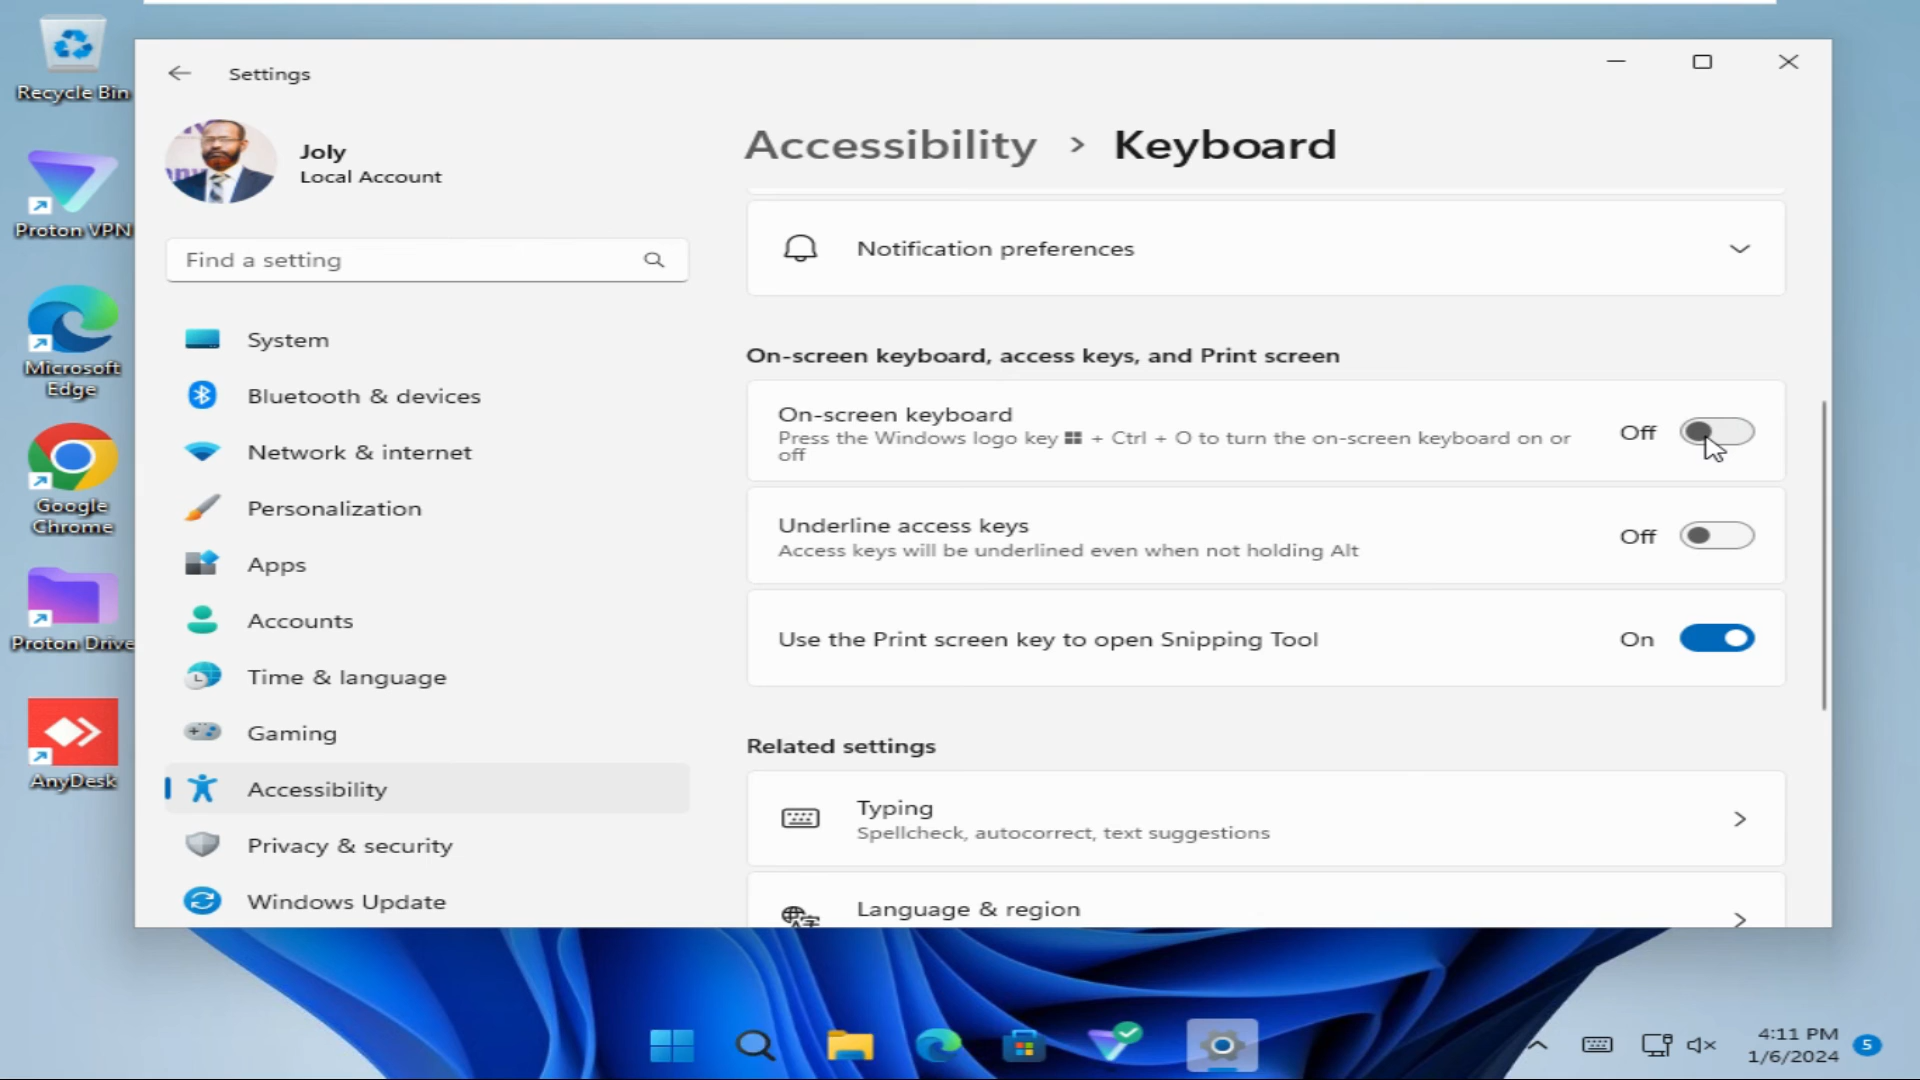 Recycle Bin
Proton VPN
Microsoft
Edge
Google
Chrome
Proton Drive
AnyDesk
Settings
Joly
Local Account
Find a setting
System
Bluetooth & devices
Network & internet
Personalization
Apps
Accounts
Time & language
Gaming
Accessibility
Privacy & security
Windows Update
Accessibility > Keyboard
Notification preferences
On-screen keyboard, access keys, and Print screen
On-screen keyboard
Press the Windows logo key + Ctrl + O to turn the on-screen keyboard on or
off
Off
Underline access keys
Access keys will be underlined even when not holding Alt
Off
Use the Print screen key to open Snipping Tool
On
Related settings
Typing
Spellcheck, autocorrect, text suggestions
Language & region
4:11 PM
1/6/2024
5